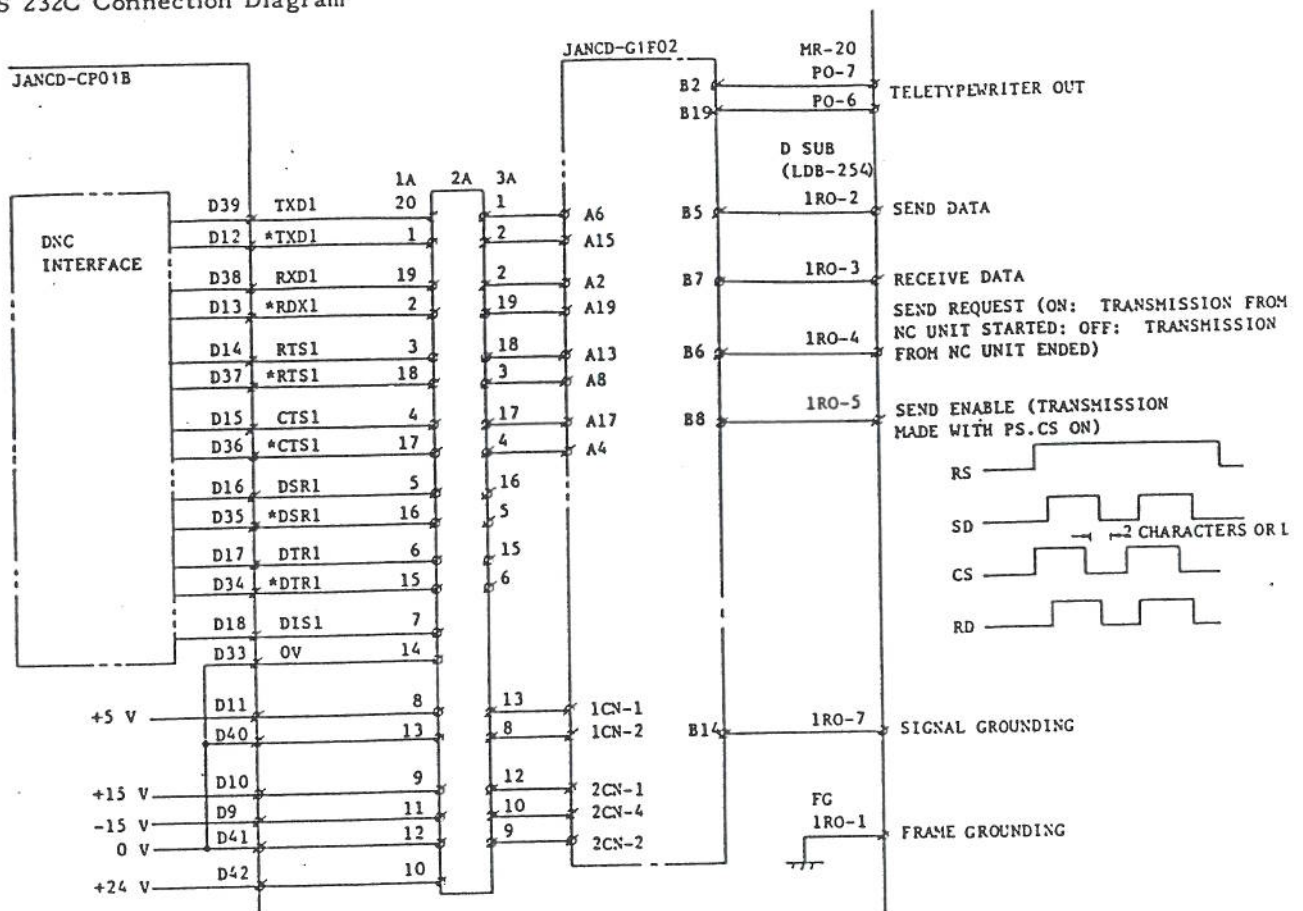 S 232C Connection Diagram
JANCD-CP01B
JANCD-G1F02
MR-20
B2 PO-7
B19 PO-6
TELETYPEWRITER OUT
D SUB
(LDB-254)
1A 2A 3A
DNC
INTERFACE
D39 TXD1 20 1 A6
D12 *TXD1 1 2 A15
D38 RXD1 19 2 A2
D13 *RDX1 2 19 A19
D14 RTS1 3 18 A13
D37 *RTS1 18 3 A8
D15 CTS1 4 17 A17
D36 *CTS1 17 4 A4
D16 DSR1 5 16
D35 *DSR1 16 5
D17 DTR1 6 15
D34 *DTR1 15 6
D18 DIS1 7
D33 0V 14
+5 V D11 8 13 1CN-1
D40 13 8 1CN-2
+15 V D10 9 12 2CN-1
-15 V D9 11 10 2CN-4
0 V D41 12 9 2CN-2
+24 V D42 10
B5 1RO-2 SEND DATA
B7 1RO-3 RECEIVE DATA
SEND REQUEST (ON: TRANSMISSION FROM
NC UNIT STARTED: OFF: TRANSMISSION
B6 1RO-4 FROM NC UNIT ENDED)
B8 1RO-5 SEND ENABLE (TRANSMISSION
MADE WITH PS.CS ON)
RS
SD
2 CHARACTERS OR L
CS
RD
B14 1RO-7 SIGNAL GROUNDING
FG
1RO-1 FRAME GROUNDING